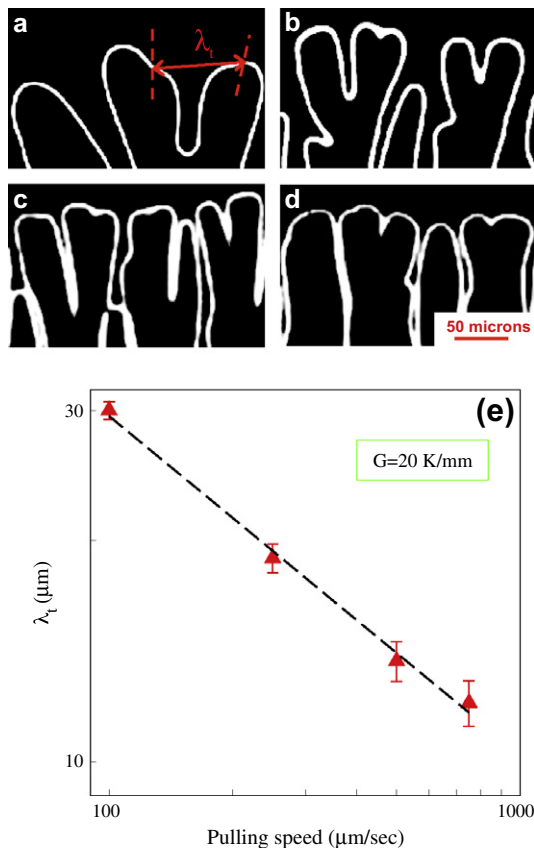 a
λt
b
c
d
50 microns
(e)
30
G=20 K/mm
λt (μm)
10
100
1000
Pulling speed (μm/sec)